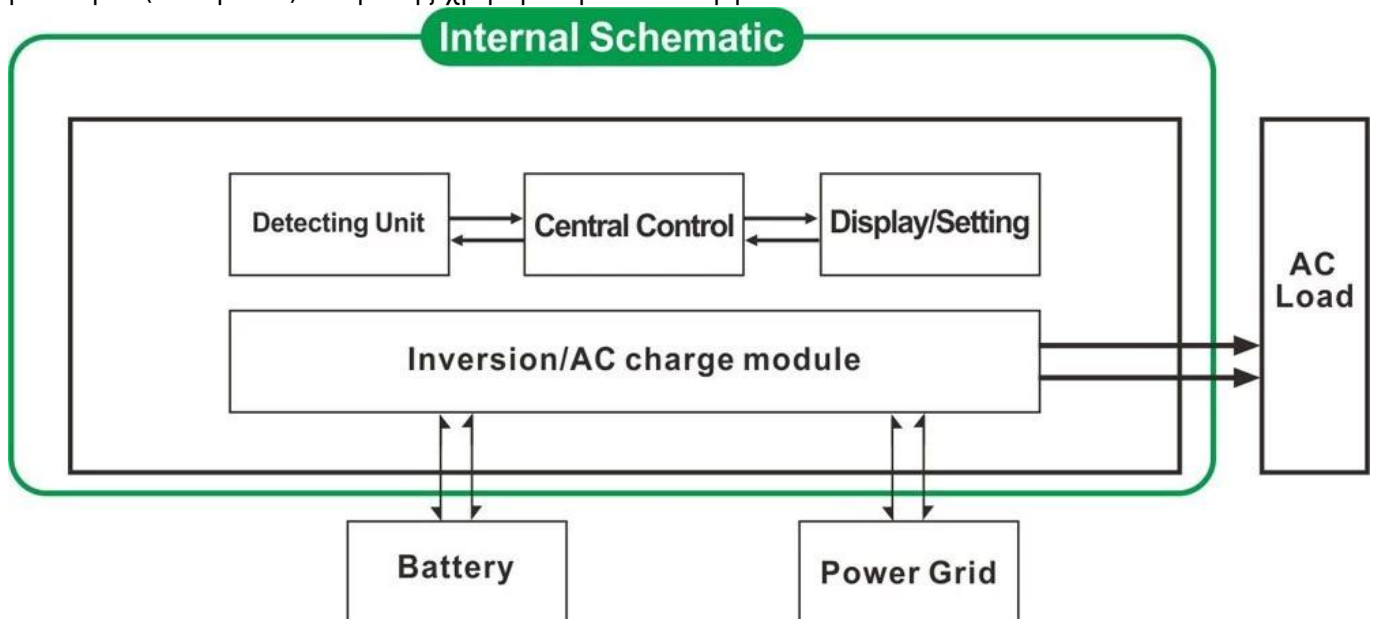 Internal Schematic
Detecting Unit
Central Control
Display/Setting
AC
Load
Inversion/AC charge module
Battery
Power Grid